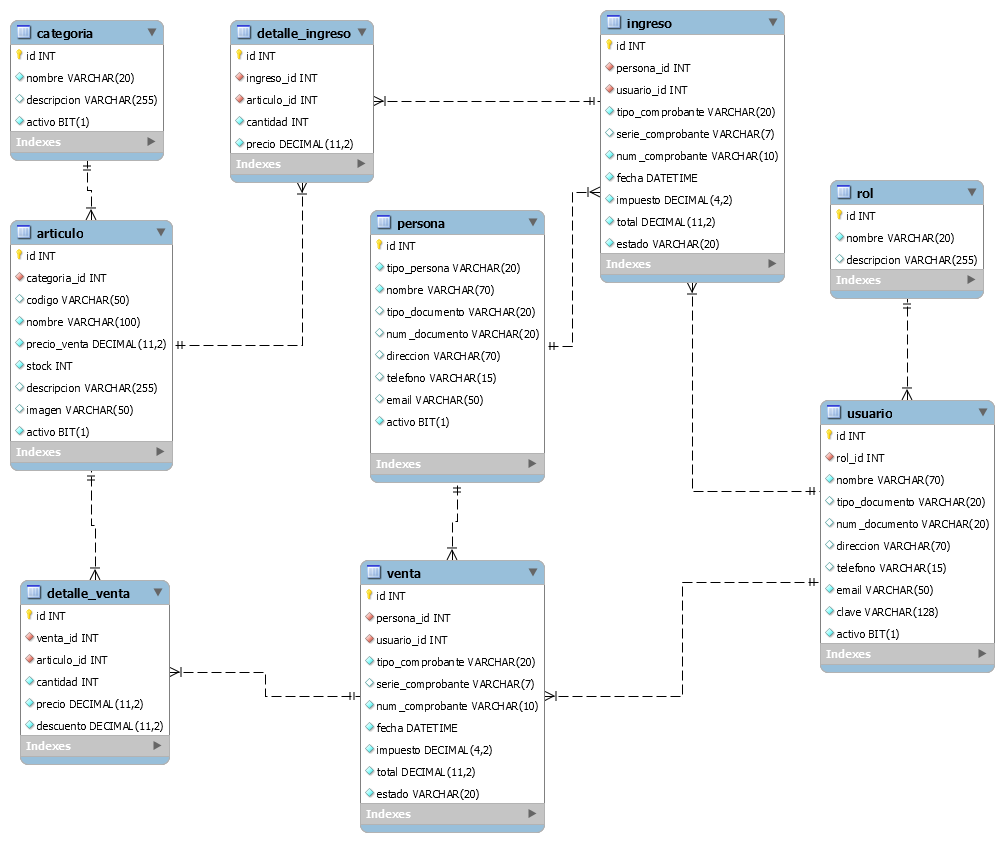 categoria
id INT
nombre VARCHAR(20)
descripcion VARCHAR(255)
activo BIT(1)
Indexes
detalle_ingreso
id INT
ingreso_id INT
articulo_id INT
cantidad INT
precio DECIMAL(11,2)
Indexes
ingreso
id INT
persona_id INT
usuario_id INT
tipo_comprobante VARCHAR(20)
serie_comprobante VARCHAR(7)
num_comprobante VARCHAR(10)
fecha DATETIME
impuesto DECIMAL(4,2)
total DECIMAL(11,2)
estado VARCHAR(20)
Indexes
rol
id INT
nombre VARCHAR(20)
descripcion VARCHAR(255)
Indexes
articulo
id INT
categoria_id INT
codigo VARCHAR(50)
nombre VARCHAR(100)
precio_venta DECIMAL(11,2)
stock INT
descripcion VARCHAR(255)
imagen VARCHAR(50)
activo BIT(1)
Indexes
persona
id INT
tipo_persona VARCHAR(20)
nombre VARCHAR(70)
tipo_documento VARCHAR(20)
num_documento VARCHAR(20)
direccion VARCHAR(70)
telefono VARCHAR(15)
email VARCHAR(50)
activo BIT(1)
Indexes
usuario
id INT
rol_id INT
nombre VARCHAR(70)
tipo_documento VARCHAR(20)
num_documento VARCHAR(20)
direccion VARCHAR(70)
telefono VARCHAR(15)
email VARCHAR(50)
clave VARCHAR(128)
activo BIT(1)
Indexes
detalle_venta
id INT
venta_id INT
articulo_id INT
cantidad INT
precio DECIMAL(11,2)
descuento DECIMAL(11,2)
Indexes
venta
id INT
persona_id INT
usuario_id INT
tipo_comprobante VARCHAR(20)
serie_comprobante VARCHAR(7)
num_comprobante VARCHAR(10)
fecha DATETIME
impuesto DECIMAL(4,2)
total DECIMAL(11,2)
estado VARCHAR(20)
Indexes